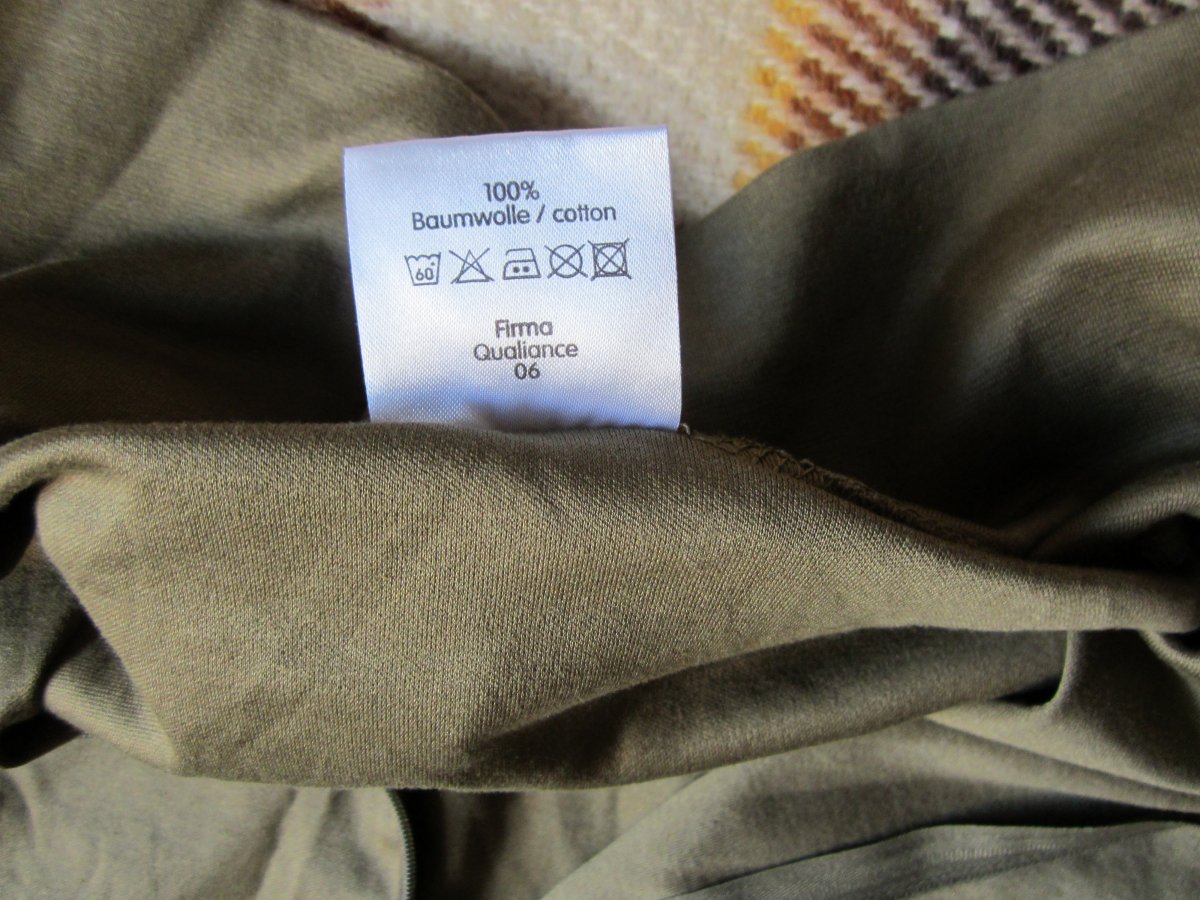 100%
Baumwolle / cotton
60°
Firma
Qualiance
06